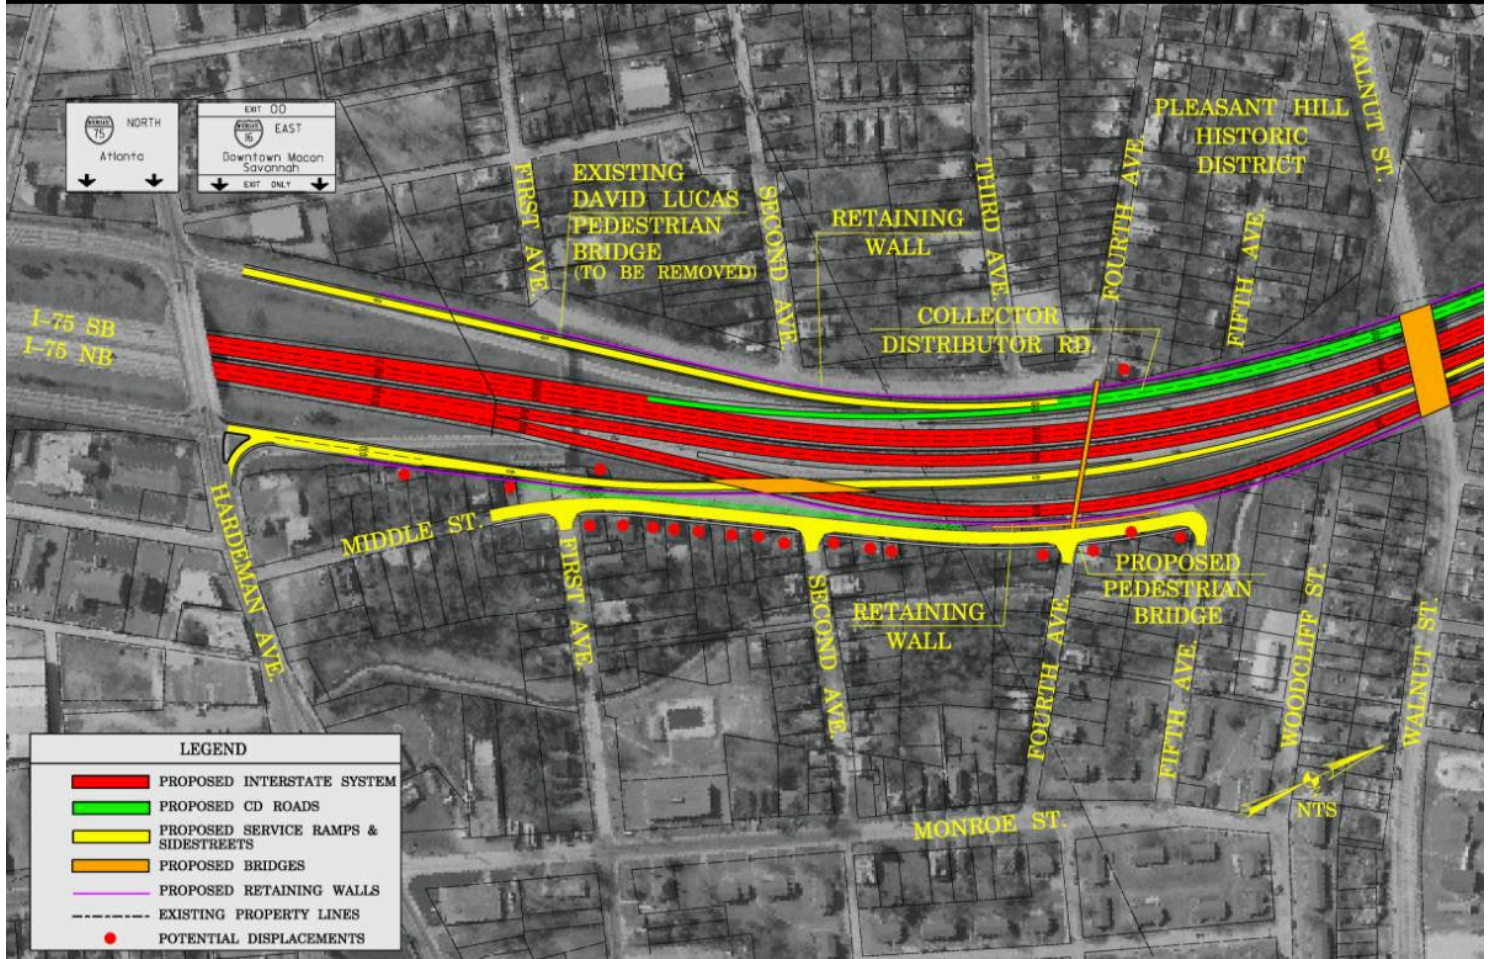 WALNUT ST.
PLEASANT HILL
HISTORIC
DISTRICT
EXIT OO
NORTH
75
Atlanta
EAST
16
Downtown Macon
Savannah
EXIT ONLY
FIRST AVE.
EXISTING
DAVID LUCAS
PEDESTRIAN
BRIDGE
(TO BE REMOVED)
SECOND AVE.
RETAINING
WALL
THIRD AVE.
FOURTH AVE.
FIFTH AVE.
COLLECTOR
DISTRIBUTOR RD.
I-75 SB
I-75 NB
HARDEMAN AVE.
MIDDLE ST.
FIRST AVE.
SECOND AVE.
RETAINING
WALL
FOURTH AVE.
PROPOSED
PEDESTRIAN
BRIDGE
FIFTH AVE.
WOODCLIFF ST.
WALNUT ST.
MONROE ST.
NTS
LEGEND
PROPOSED INTERSTATE SYSTEM
PROPOSED CD ROADS
PROPOSED SERVICE RAMPS &
SIDESTREETS
PROPOSED BRIDGES
PROPOSED RETAINING WALLS
EXISTING PROPERTY LINES
POTENTIAL DISPLACEMENTS